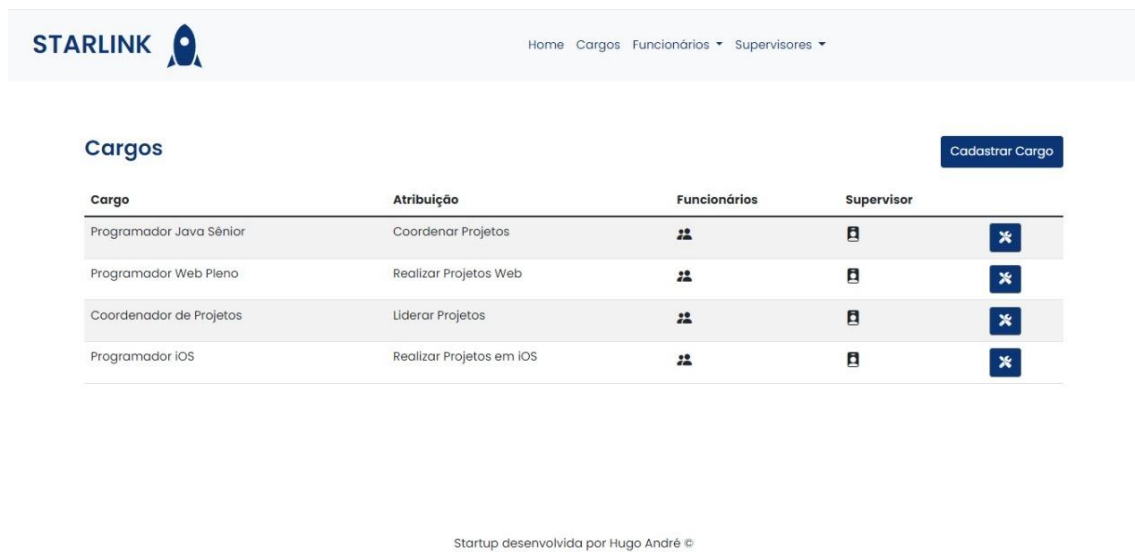 STARLINK
Home Cargos Funcionários Supervisores
Cargos
Cadastrar Cargo
Cargo Atribuição Funcionários Supervisor
Programador Java Sênior Coordenar Projetos
Programador Web Pleno Realizar Projetos Web
Coordenador de Projetos Liderar Projetos
Programador iOS Realizar Projetos em iOS
Startup desenvolvida por Hugo André ©